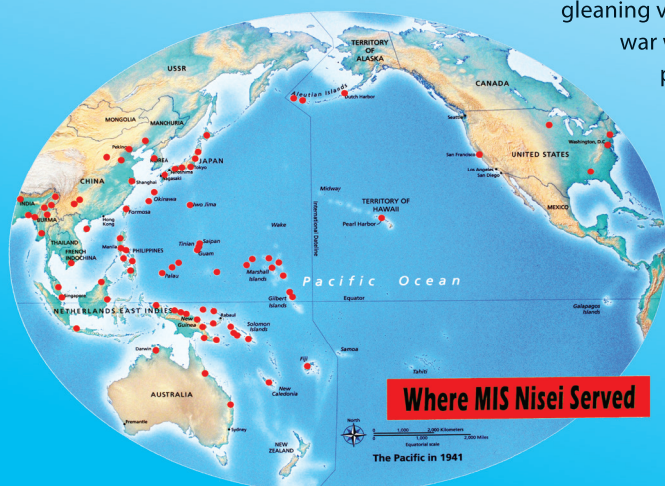 gleaning v
war v
p
TERRITORY
OF
ALASKA
USSR
CANADA
Aleutian Islands
Dutch Harbor
MONGOLIA
MANCHURIA
Seattle
Peking
KOREA
JAPAN
Tokyo
Hiroshima
Nagasaki
Washington, D.C.
UNITED STATES
San Francisco
CHINA
Shanghai
Los Angeles
San Diego
Midway
Okinawa
Iwo Jima
INDIA
BURMA
Formosa
Hong
Kong
TERRITORY OF
HAWAII
Pearl Harbor
MEXICO
International Dateline
Wake
THAILAND
FRENCH
INDOCHINA
Manila
PHILIPPINES
Tinian
Saipan
Guam
Palau
Marshall
Islands
Pacific Ocean
Singapore
Gilbert
Islands
Equator
Galapagos
Islands
NETHERLANDS EAST INDIES
New
Guinea
Rabaul
Solomon
Islands
Darwin
Samoa
Fiji
Tahiti
New
Caledonia
AUSTRALIA
Fremantle
Sydney
NEW
ZEALAND
Where MIS Nisei Served
North
0 1,000 2,000 Kilometers
0 1,000 2,000 Miles
Equatorial scale
The Pacific in 1941